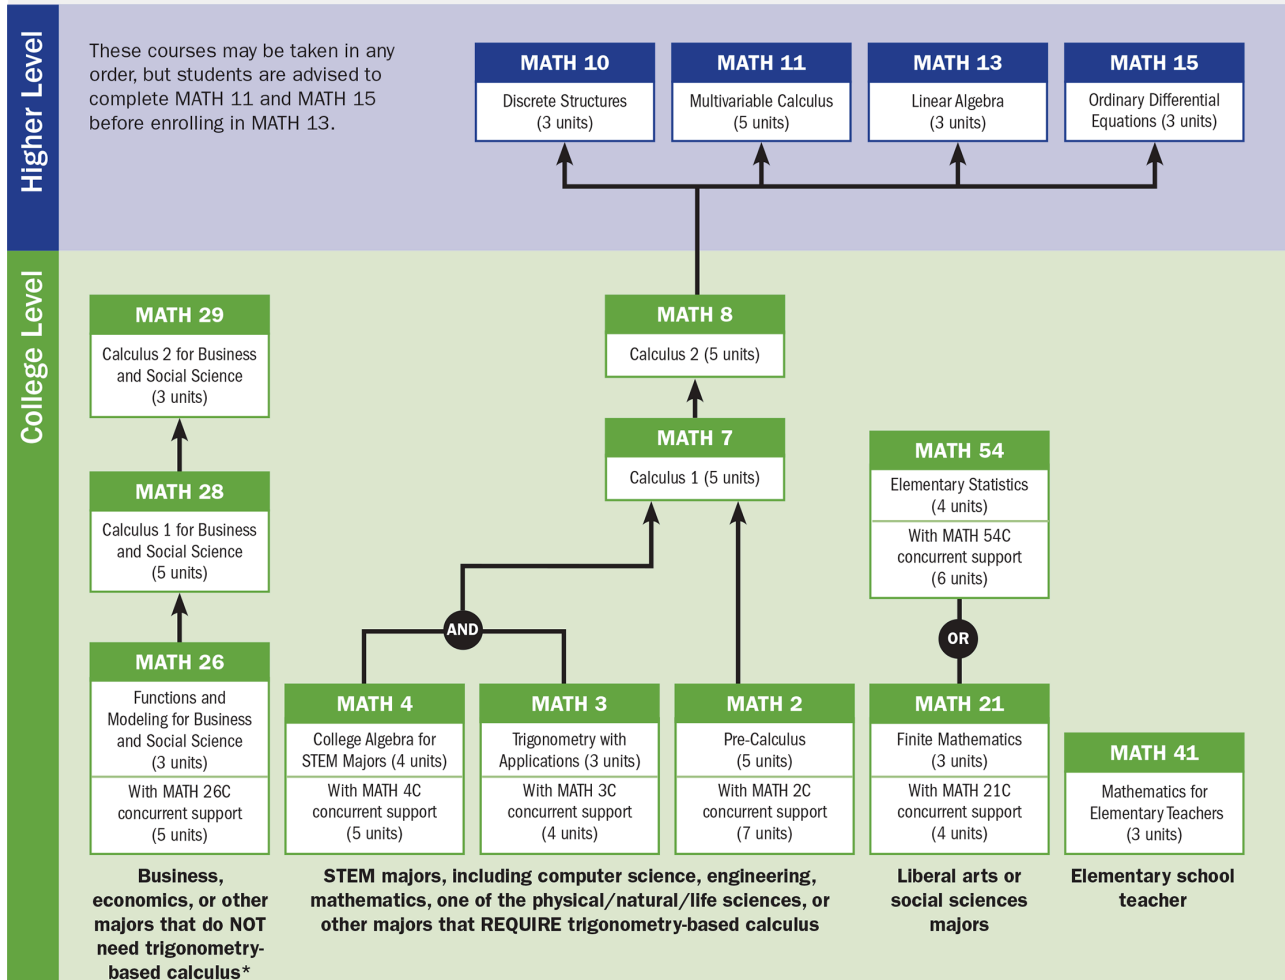 Higher Level
These courses may be taken in any
order, but students are advised to
complete MATH 11 and MATH 15
before enrolling in MATH 13.
MATH 10
Discrete Structures
(3 units)
MATH 11
Multivariable Calculus
(5 units)
MATH 13
Linear Algebra
(3 units)
MATH 15
Ordinary Differential
Equations (3 units)
College Level
MATH 29
Calculus 2 for Business
and Social Science
(3 units)
MATH 28
Calculus 1 for Business
and Social Science
(5 units)
MATH 26
Functions and
Modeling for Business
and Social Science
(3 units)
With MATH 26C
concurrent support
(5 units)
Business,
economics, or other
majors that do NOT
need trigonometry-
based calculus*
MATH 8
Calculus 2 (5 units)
MATH 7
Calculus 1 (5 units)
AND
MATH 4
College Algebra for
STEM Majors (4 units)
With MATH 4C
concurrent support
(5 units)
MATH 3
Trigonometry with
Applications (3 units)
With MATH 3C
concurrent support
(4 units)
MATH 2
Pre-Calculus
(5 units)
With MATH 2C
concurrent support
(7 units)
STEM majors, including computer science, engineering,
mathematics, one of the physical/natural/life sciences, or
other majors that REQUIRE trigonometry-based calculus
MATH 54
Elementary Statistics
(4 units)
With MATH 54C
concurrent support
(6 units)
OR
MATH 21
Finite Mathematics
(3 units)
With MATH 21C
concurrent support
(4 units)
Liberal arts or
social sciences
majors
MATH 41
Mathematics for
Elementary Teachers
(3 units)
Elementary school
teacher